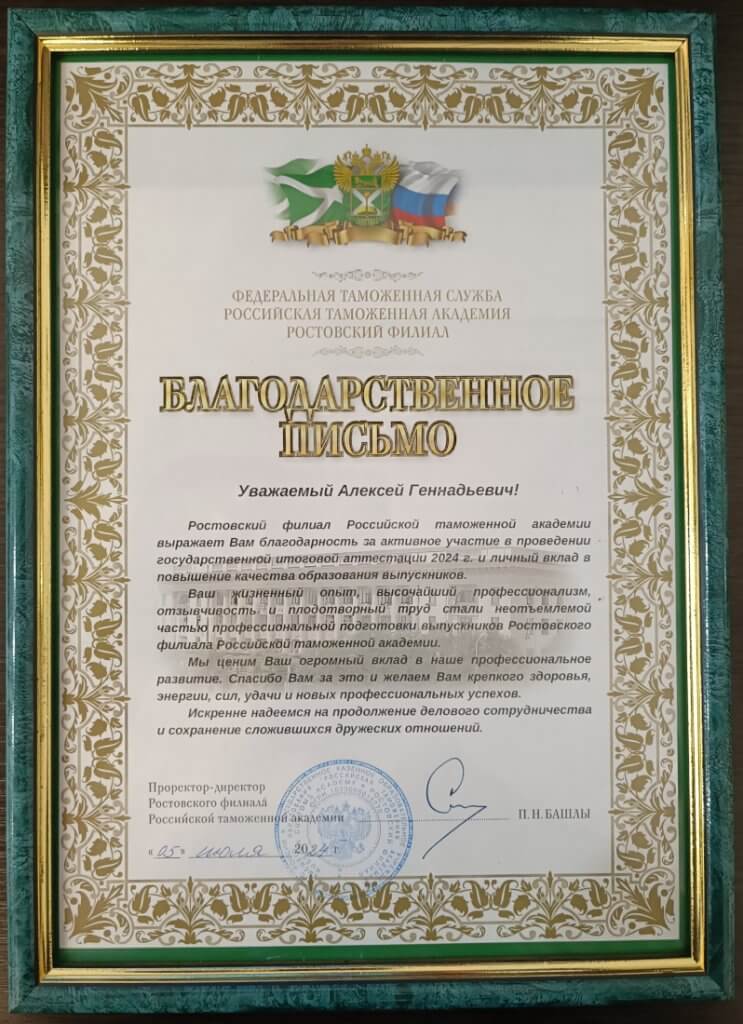 ФЕДЕРАЛЬНАЯ ТАМОЖЕННАЯ СЛУЖБА
РОССИЙСКАЯ ТАМОЖЕННАЯ АКАДЕМИЯ
РОСТОВСКИЙ ФИЛИАЛ
БЛАГОДАРСТВЕННОЕ
ПИСЬМО
Уважаемый Алексей Геннадьевич!
Ростовский филиал Российской таможенной академии
выражает Вам благодарность за активное участие в проведении
государственной итоговой аттестации 2024 г. и личный вклад в
повышение качества образования выпускников.
Ваш жизненный опыт, высочайший профессионализм,
отзывчивость и плодотворный труд стали неотъемлемой
частью профессиональной подготовки выпускников Ростовского
филиала Российской таможенной академии.
Мы ценим Ваш огромный вклад в наше профессиональное
развитие. Спасибо Вам за это и желаем Вам крепкого здоровья,
энергии, сил, удачи и новых профессиональных успехов.
Искренне надеемся на продолжение делового сотрудничества
и сохранение сложившихся дружеских отношений.
Проректор-директор
Ростовского филиала
Российской таможенной академии П. Н. БАШЛЫ
« 05 » июля 2024 г.